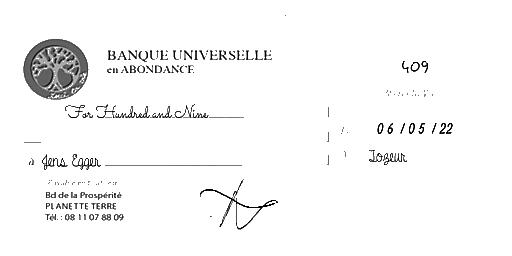 BANQUE UNIVERSELLE
en ABONDANCE
409
For Hundred and Nine
06/05/22
à Jens Egger
Tozeur
Bd de la Prospérité
PLANETTE TERRE
Tél. : 08 11 07 88 09